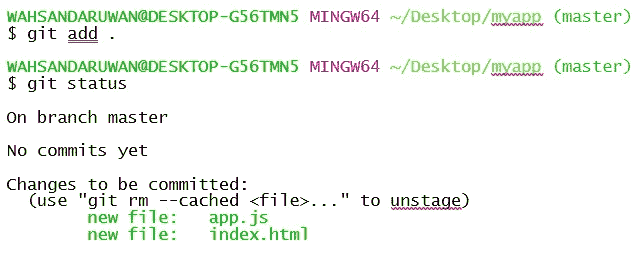 WAHSANDARUWAN@DESKTOP-G56TMN5 MINGW64 ~/Desktop/myapp (master)
$ git add .
WAHSANDARUWAN@DESKTOP-G56TMN5 MINGW64 ~/Desktop/myapp (master)
$ git status
On branch master
No commits yet
Changes to be committed:
  (use "git rm --cached <file>..." to unstage)
        new file:   app.js
        new file:   index.html